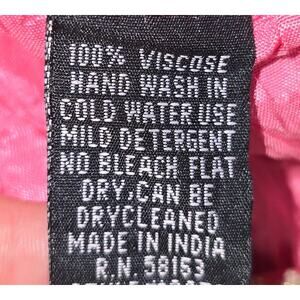 100% VISCOSE
HAND WASH IN
COLD WATER USE
MILD DETERGENT
NO BLEACH FLAT
DRY, CAN BE
DRYCLEANED
MADE IN INDIA
R.N. 58153